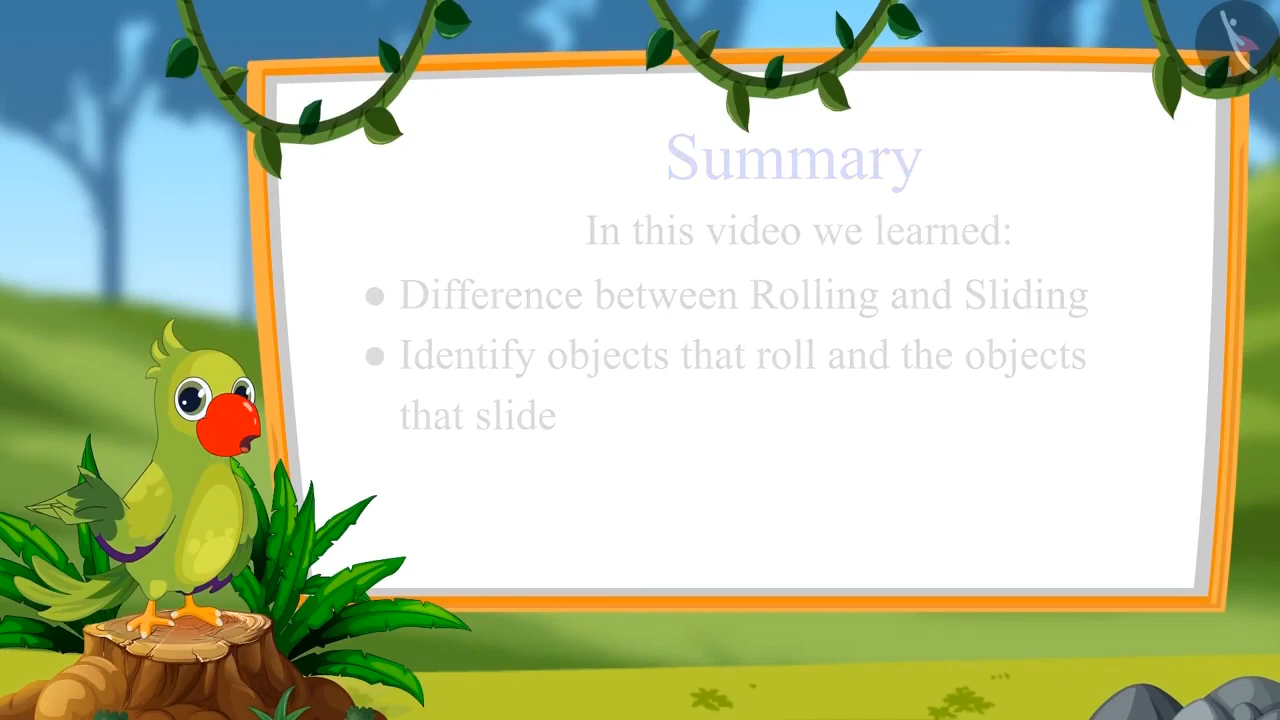 Summary
In this video we learned:
● Difference between Rolling and Sliding
● Identify objects that roll and the objects
that slide